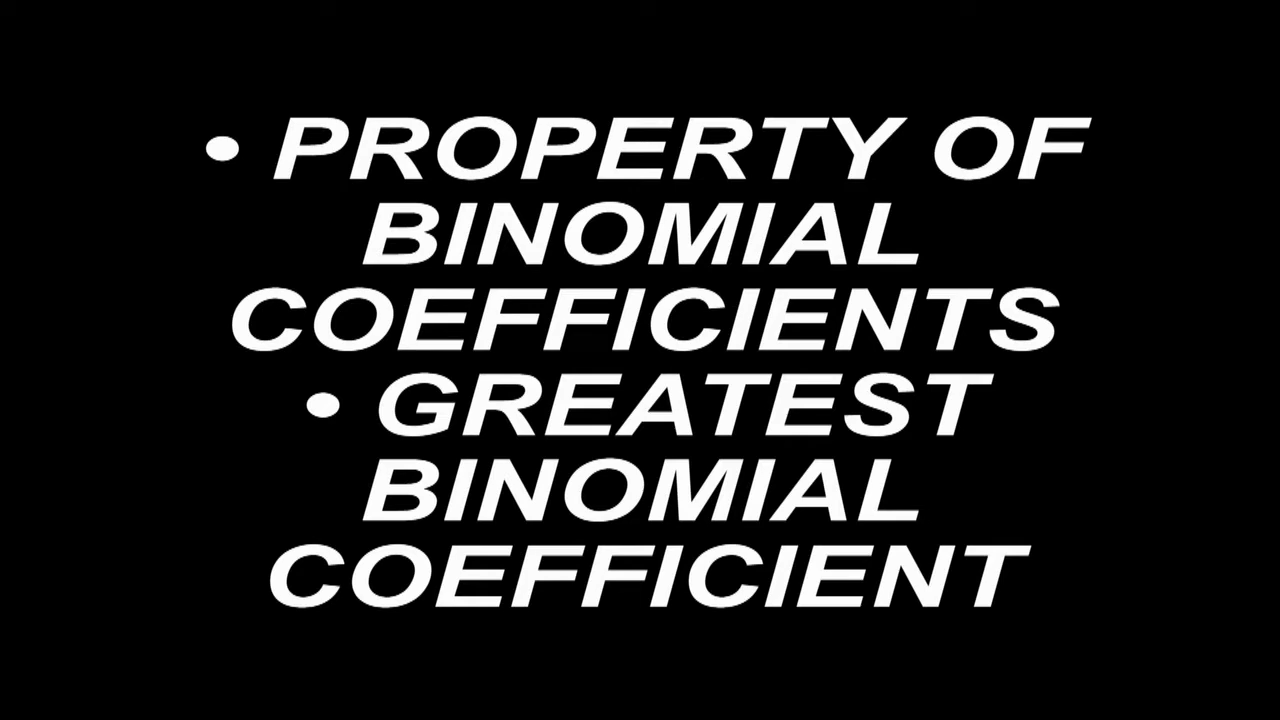 • PROPERTY OF
BINOMIAL
COEFFICIENTS
• GREATEST
BINOMIAL
COEFFICIENT